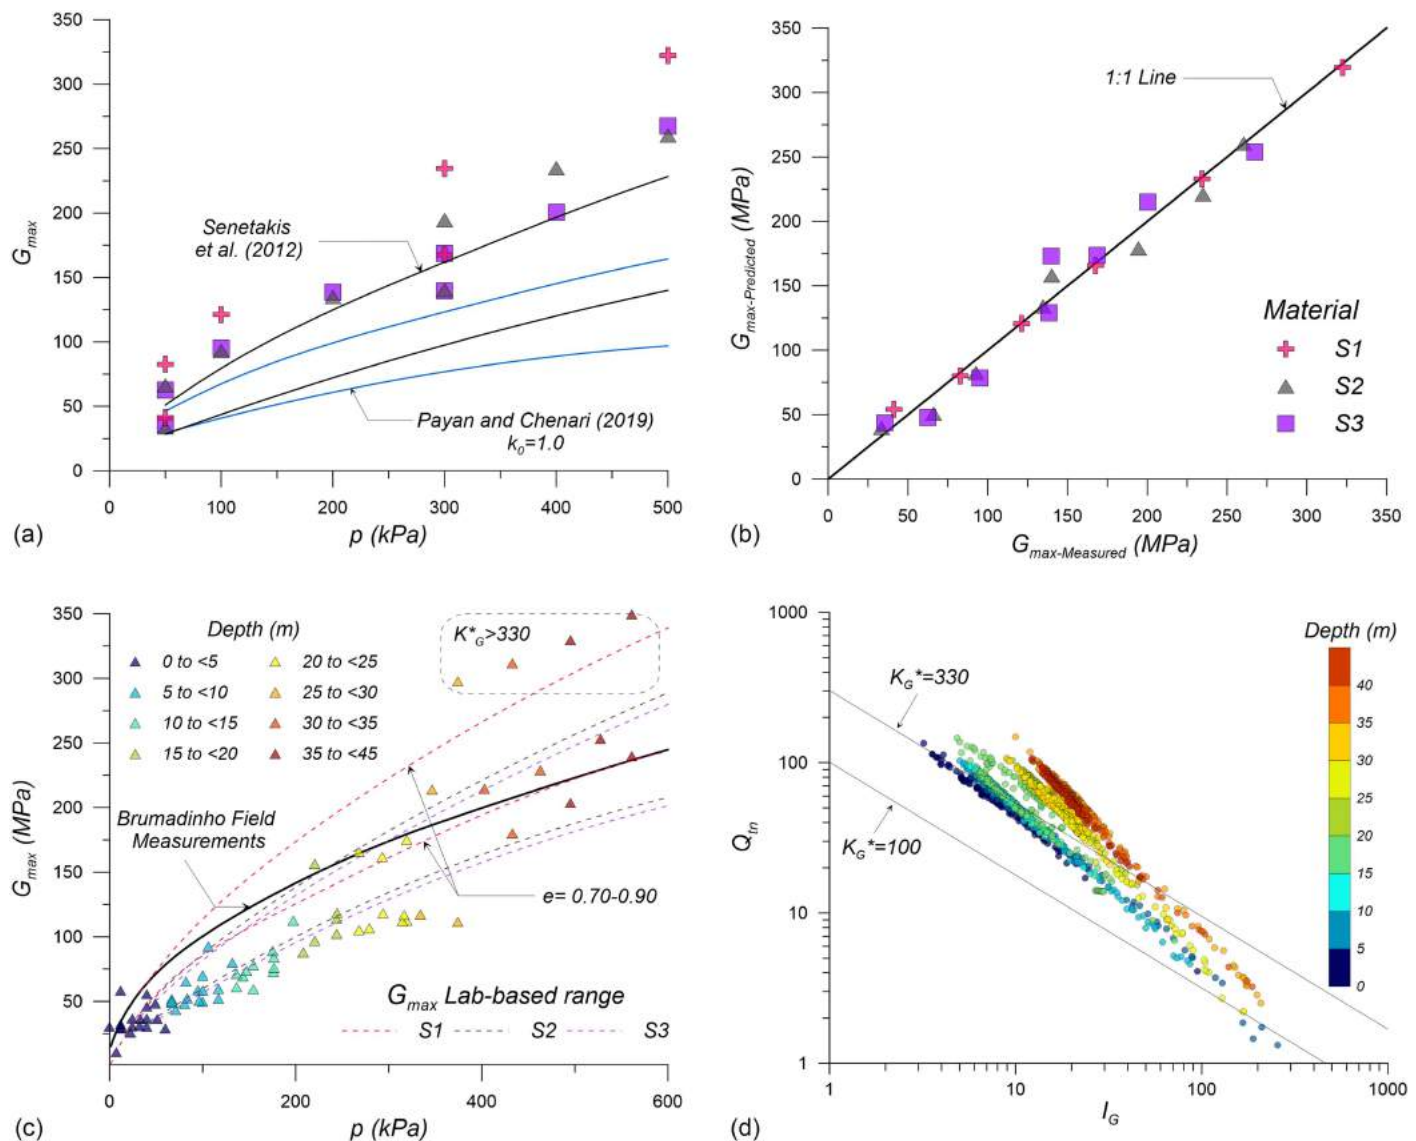 350
300
250
200
150
100
50
0
G_max
Senetakis
et al. (2012)
Payan and Chenari (2019)
k_0=1.0
0
100
200
300
400
500
p (kPa)
(a)
350
300
250
200
150
100
50
0
G_max-Predicted (MPa)
1:1 Line
Material
S1
S2
S3
0
50
100
150
200
250
300
350
G_max-Measured (MPa)
(b)
350
300
250
200
150
100
50
G_max (MPa)
Depth (m)
0 to <5
20 to <25
5 to <10
25 to <30
10 to <15
30 to <35
15 to <20
35 to <45
K*_G>330
Brumadinho Field
Measurements
e= 0.70-0.90
G_max Lab-based range
S1
S2
S3
0
200
400
600
p (kPa)
(c)
1000
100
10
1
Q_tn
K_G*=330
K_G*=100
Depth (m)
40
35
30
25
20
15
10
5
0
1
10
100
1000
I_G
(d)